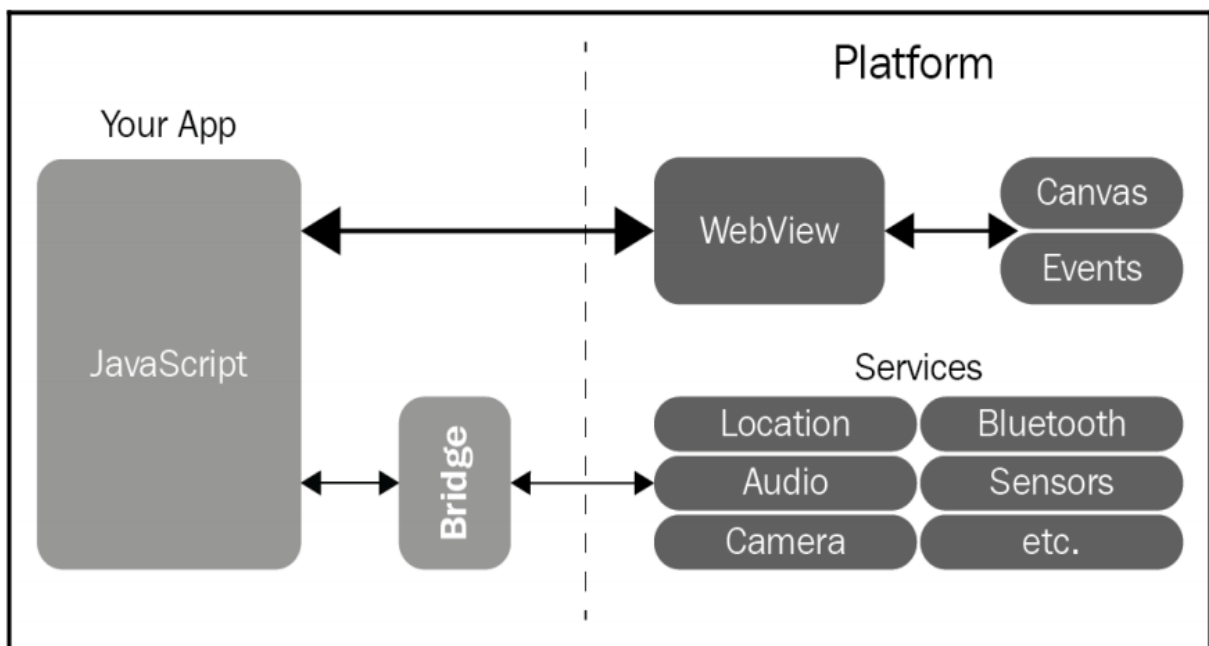 Platform
Your App
WebView
Canvas
Events
JavaScript
Services
Bridge
Location
Bluetooth
Audio
Sensors
Camera
etc.